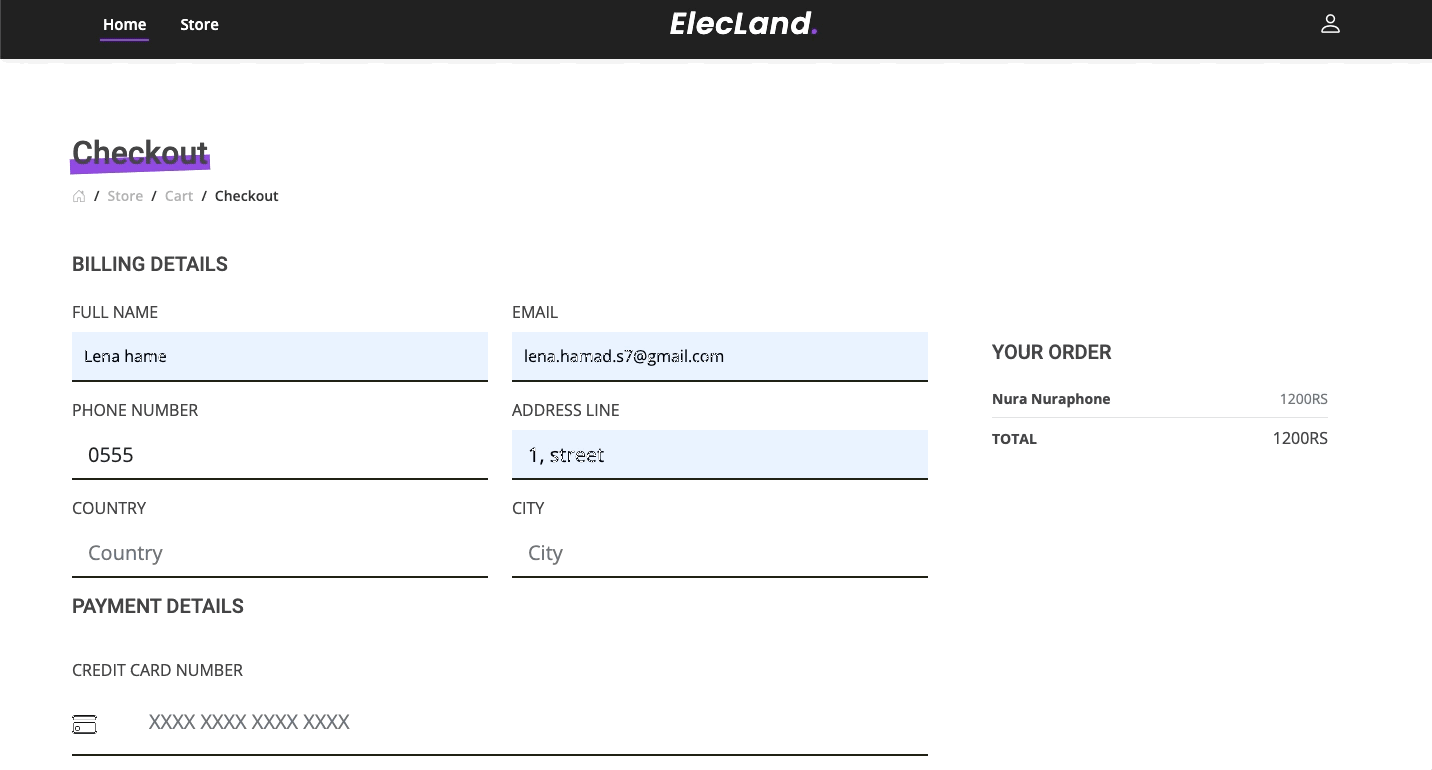 Home Store ElecLand.
Checkout
/ Store / Cart / Checkout
BILLING DETAILS
FULL NAME EMAIL
Lena hame lena.hamad.s7@gmail.com
YOUR ORDER
Nura Nuraphone 1200RS
PHONE NUMBER ADDRESS LINE
TOTAL 1200RS
0555 1, street
COUNTRY CITY
Country City
PAYMENT DETAILS
CREDIT CARD NUMBER
XXXX XXXX XXXX XXXX